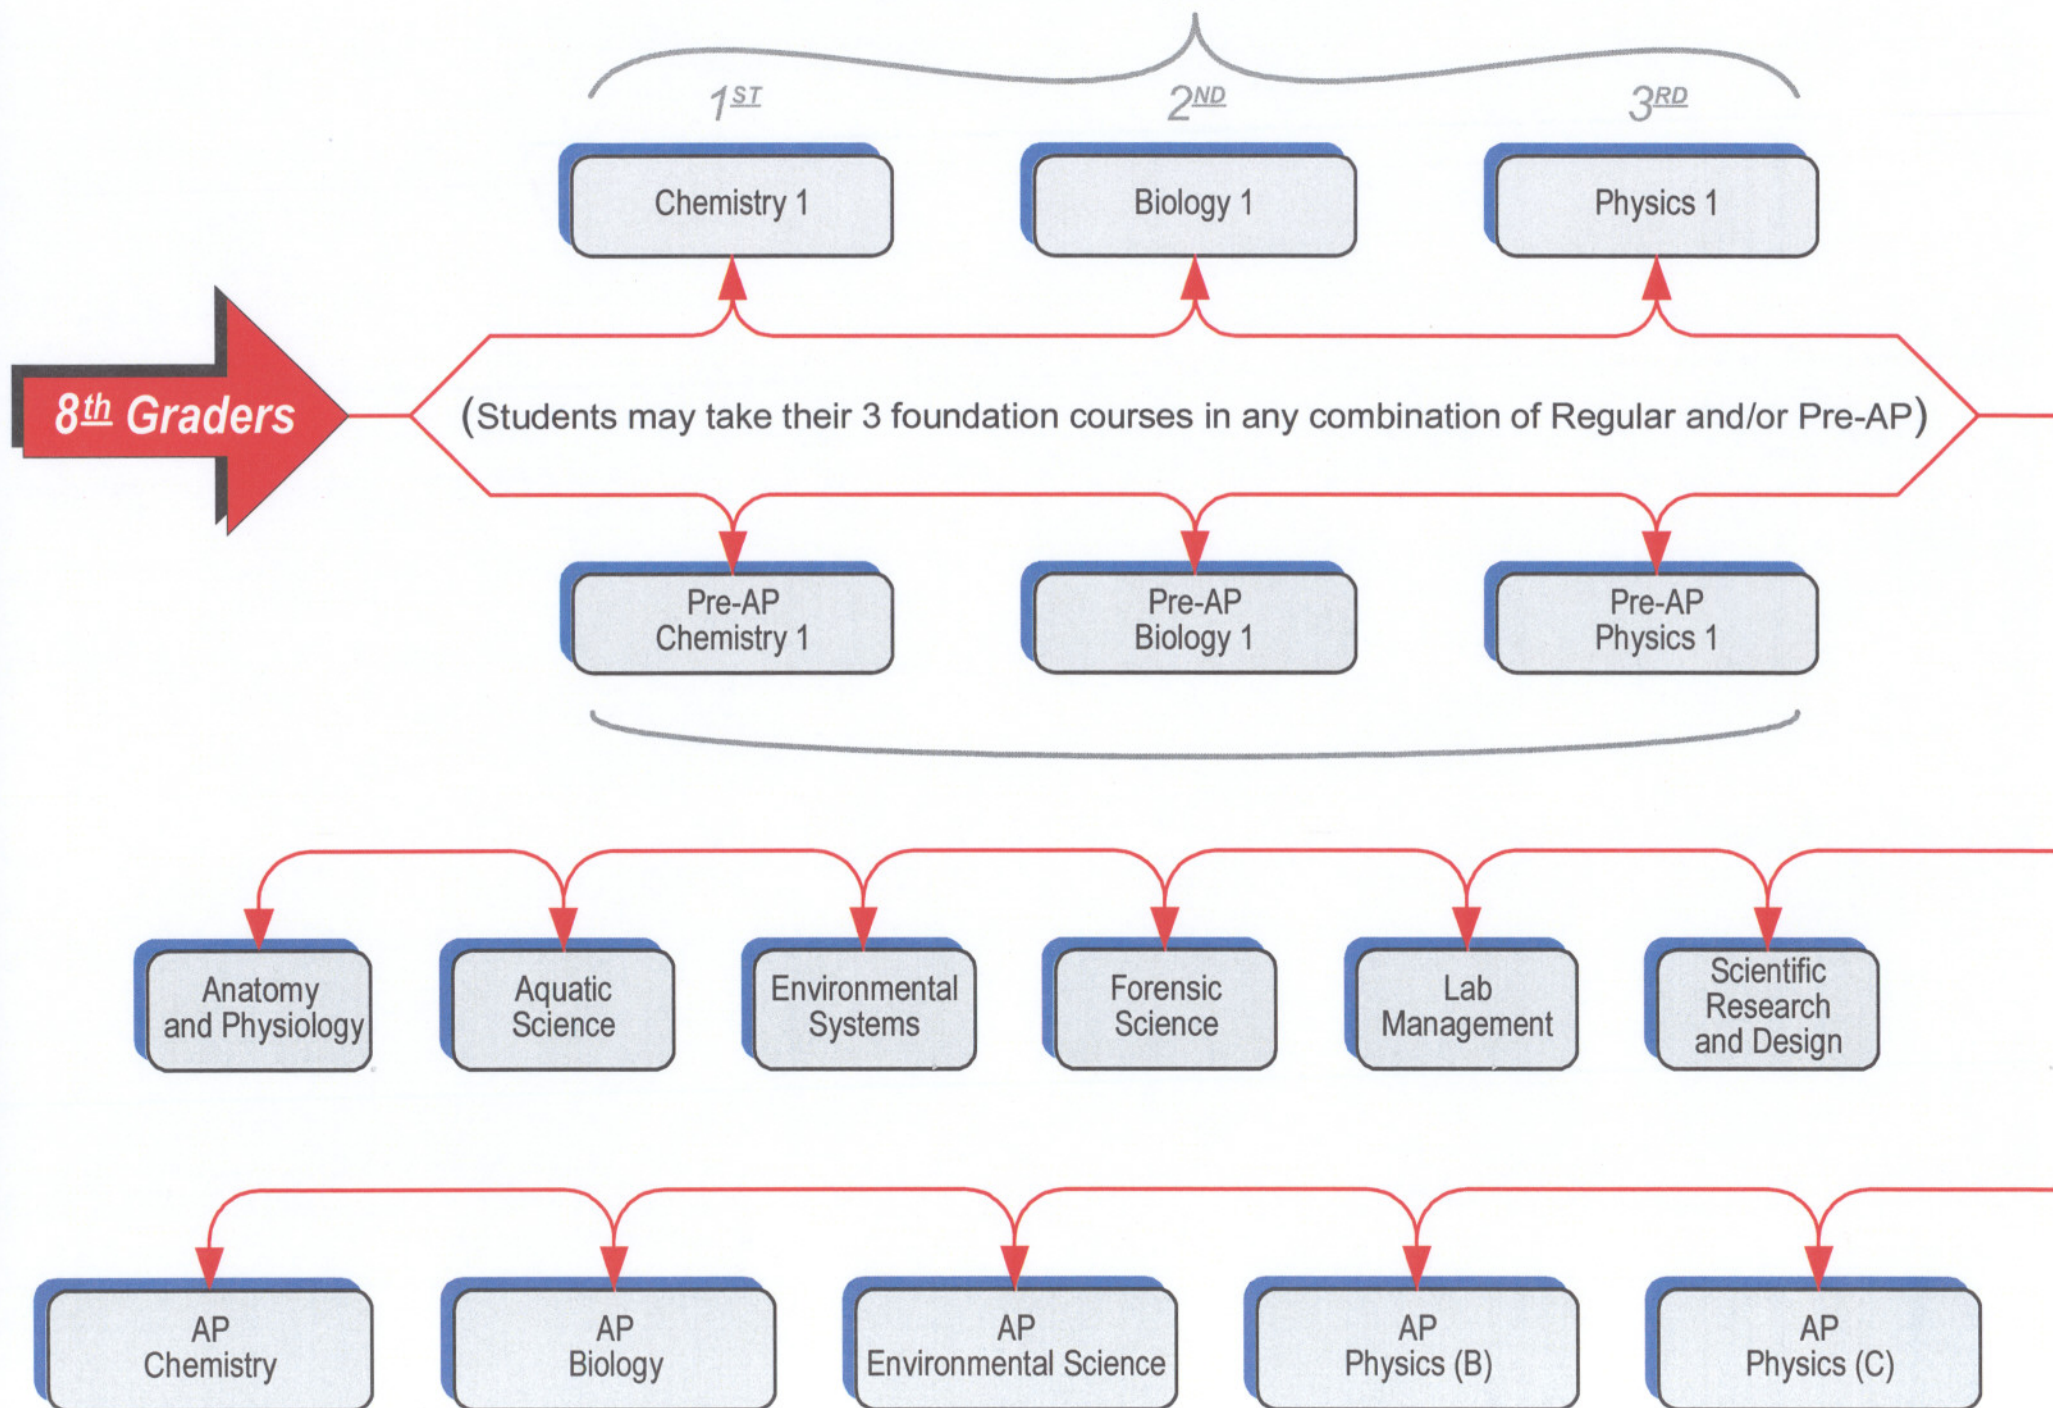 1ST
2ND
3RD
Chemistry 1
Biology 1
Physics 1
8th Graders
(Students may take their 3 foundation courses in any combination of Regular and/or Pre-AP)
Pre-AP
Chemistry 1
Pre-AP
Biology 1
Pre-AP
Physics 1
Anatomy
and Physiology
Aquatic
Science
Environmental
Systems
Forensic
Science
Lab
Management
Scientific
Research
and Design
AP
Chemistry
AP
Biology
AP
Environmental Science
AP
Physics (B)
AP
Physics (C)